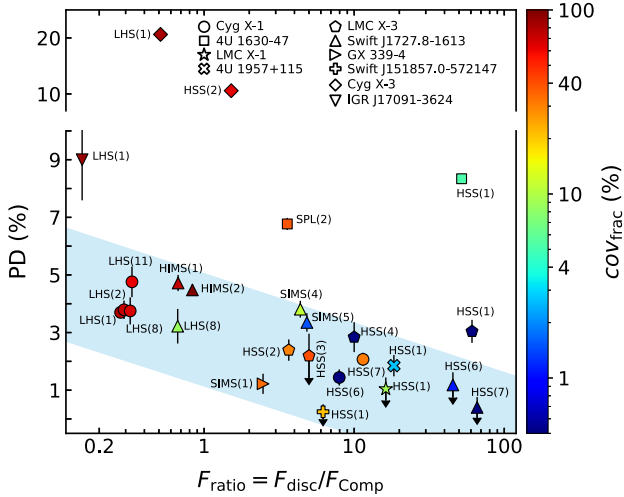 20
10
9
7
5
3
1
PD (%)
Cyg X-1
4U 1630-47
LMC X-1
4U 1957+115
LMC X-3
Swift J1727.8-1613
GX 339-4
Swift J151857.0-572147
Cyg X-3
IGR J17091-3624
LHS(1)
HSS(2)
LHS(1)
HSS(1)
SPL(2)
LHS(11)
HIMS(1)
HIMS(2)
LHS(2)
LHS(1)
LHS(8)
LHS(8)
SIMS(4)
SIMS(5)
HSS(4)
HSS(1)
HSS(2)
HSS(3)
HSS(7)
HSS(1)
SIMS(1)
HSS(6)
HSS(1)
HSS(6)
HSS(7)
HSS(1)
0.2
1
4
10
40
100
F_ratio = F_disc/F_Comp
100
40
10
4
1
cov_frac (%)